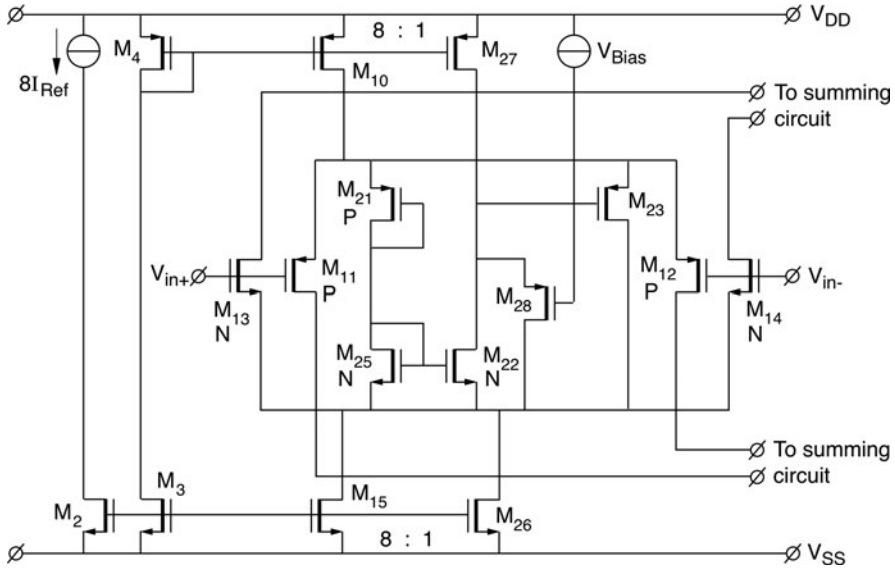 8 : 1
V_DD
M_4
M_10
M_27
V_Bias
8I_Ref
To summing
circuit
M_21
P
M_23
V_in+
M_11
P
M_12
P
V_in-
M_13
N
M_28
M_14
N
M_25
N
M_22
N
To summing
circuit
M_2
M_3
M_15
M_26
8 : 1
V_SS